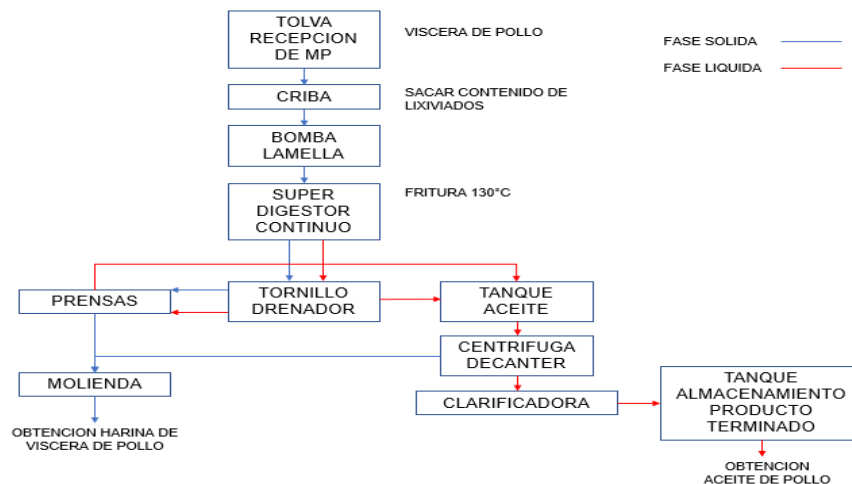 TOLVA
RECEPCION
DE MP
VISCERA DE POLLO
FASE SOLIDA
FASE LIQUIDA
CRIBA
SACAR CONTENIDO DE
LIXIVIADOS
BOMBA
LAMELLA
SUPER
DIGESTOR
CONTINUO
FRITURA 130°C
PRENSAS
TORNILLO
DRENADOR
TANQUE
ACEITE
CENTRIFUGA
DECANTER
MOLIENDA
CLARIFICADORA
TANQUE
ALMACENAMIENTO
PRODUCTO
TERMINADO
OBTENCION HARINA DE
VISCERA DE POLLO
OBTENCION
ACEITE DE POLLO